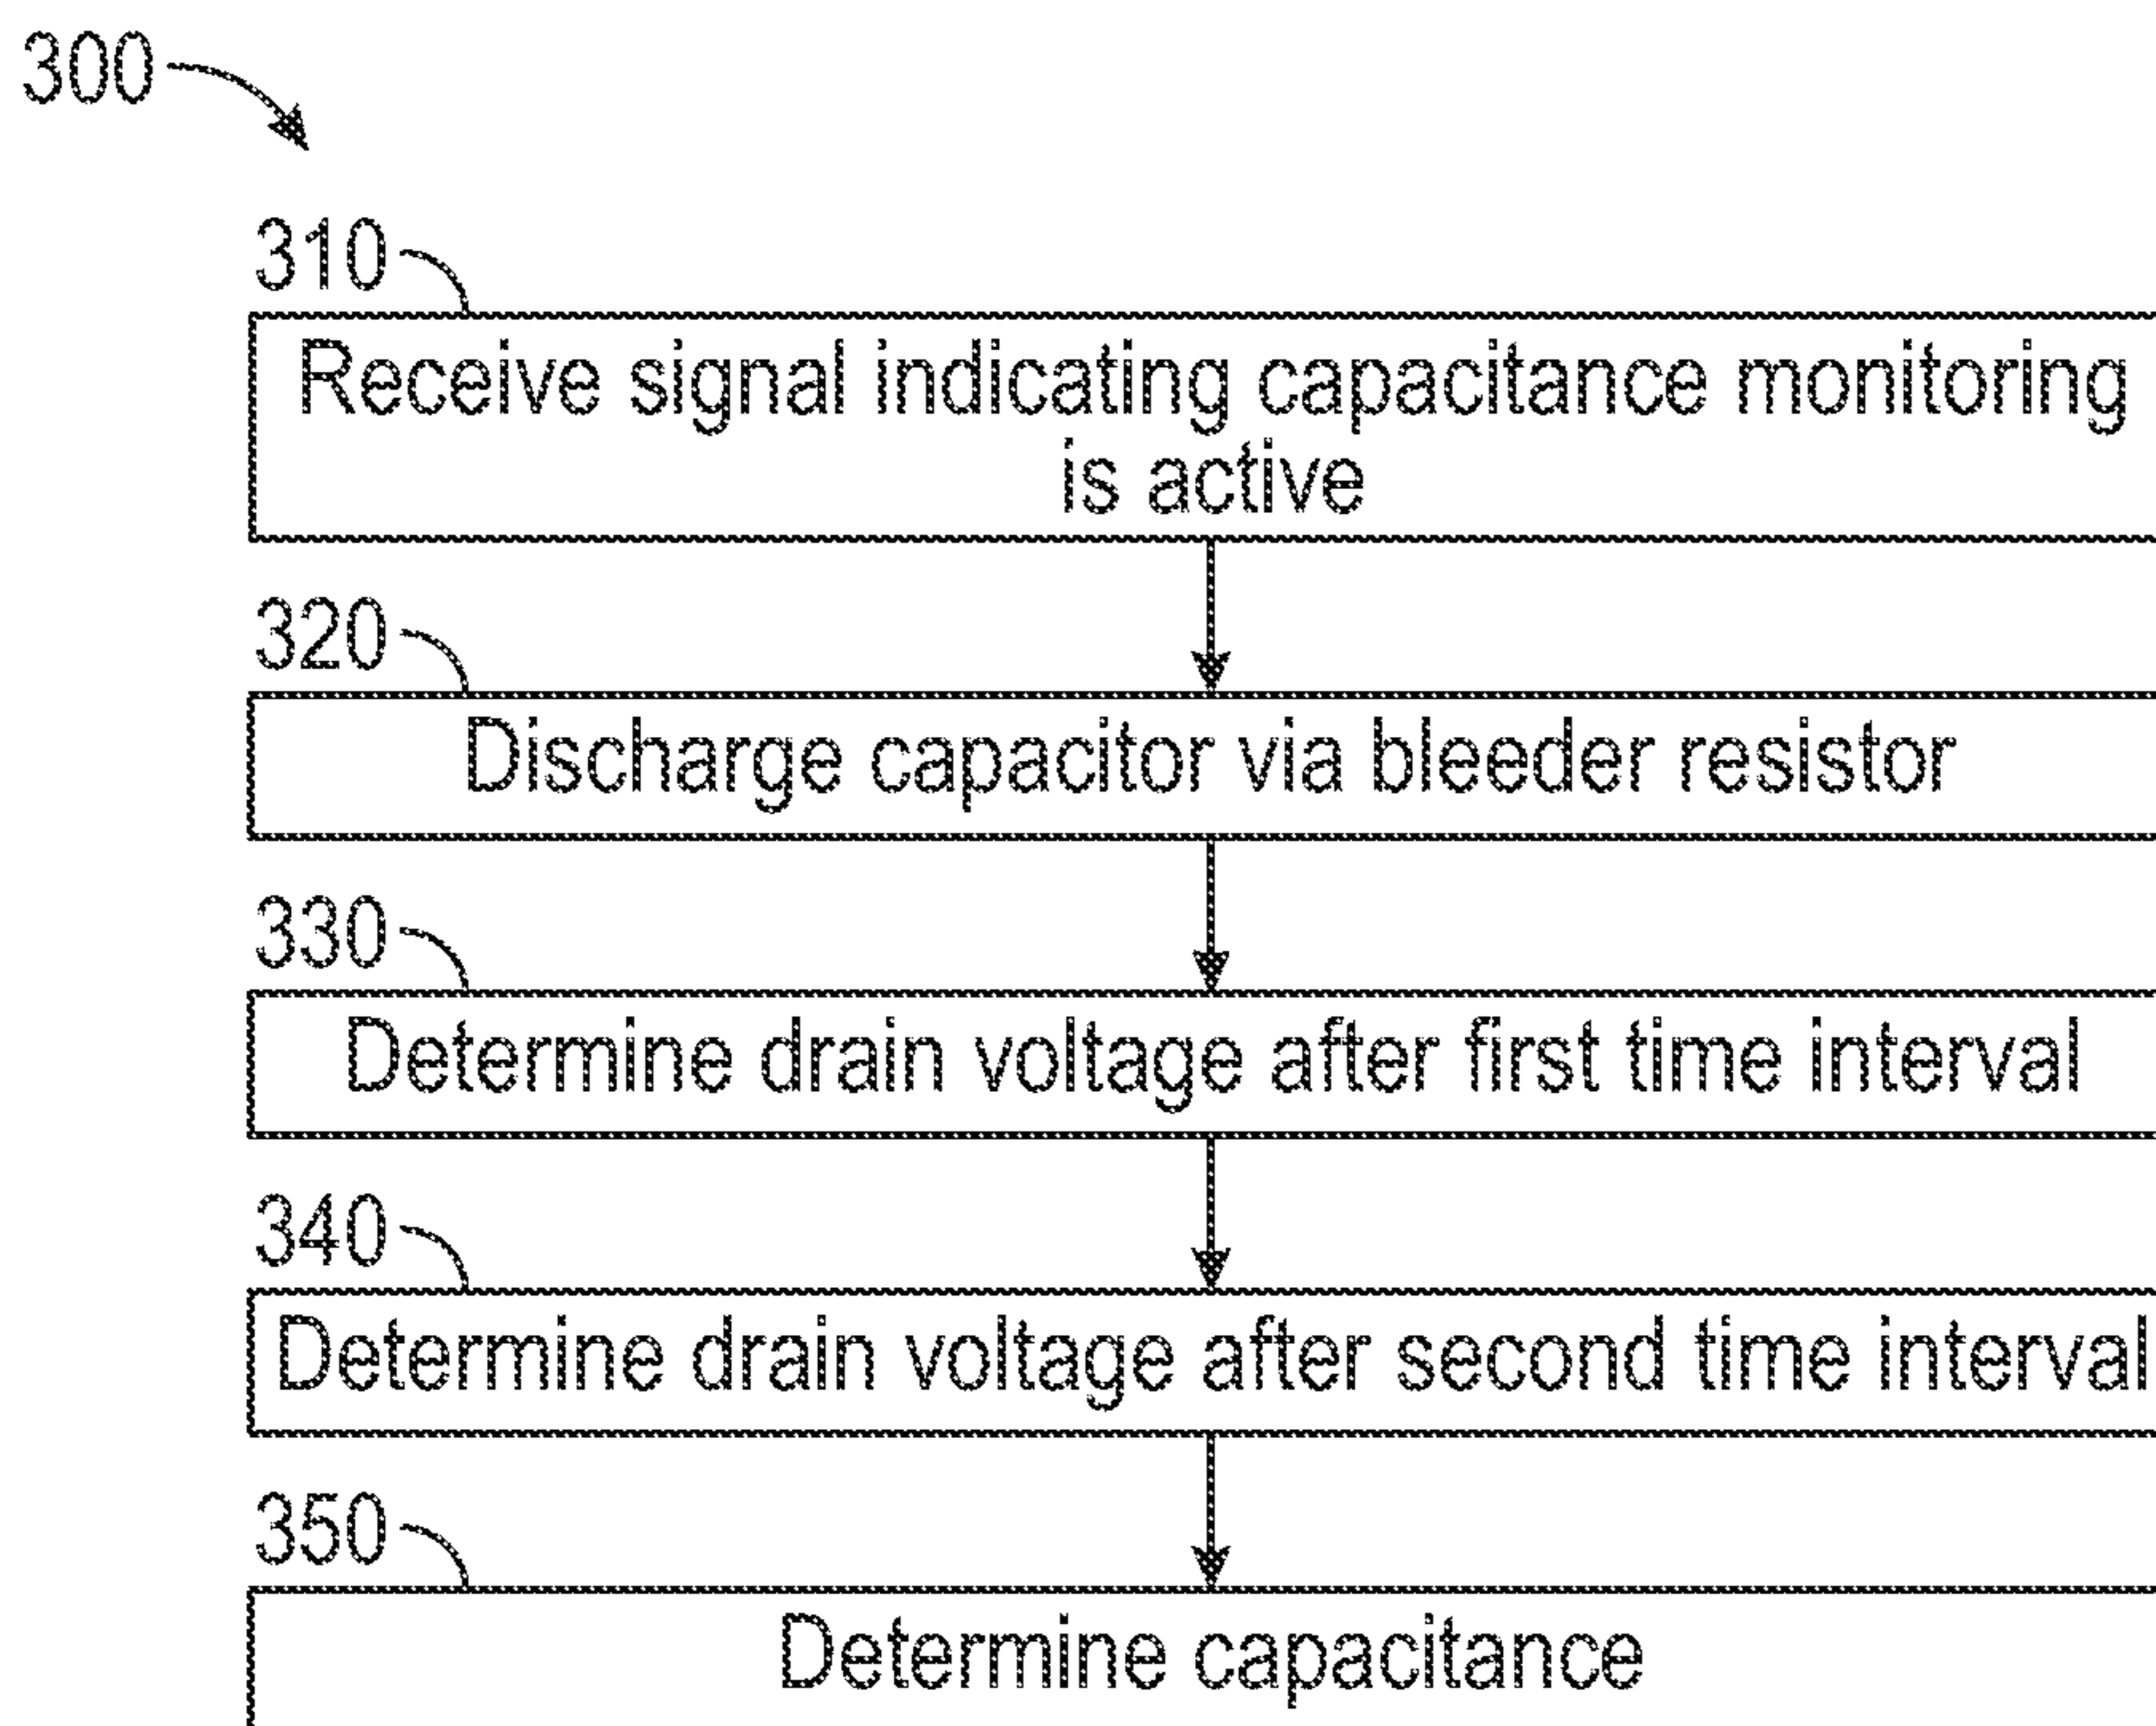 300
310
Receive signal indicating capacitance monitoring
is active
320
Discharge capacitor via bleeder resistor
330
Determine drain voltage after first time interval
340
Determine drain voltage after second time interval
350
Determine capacitance